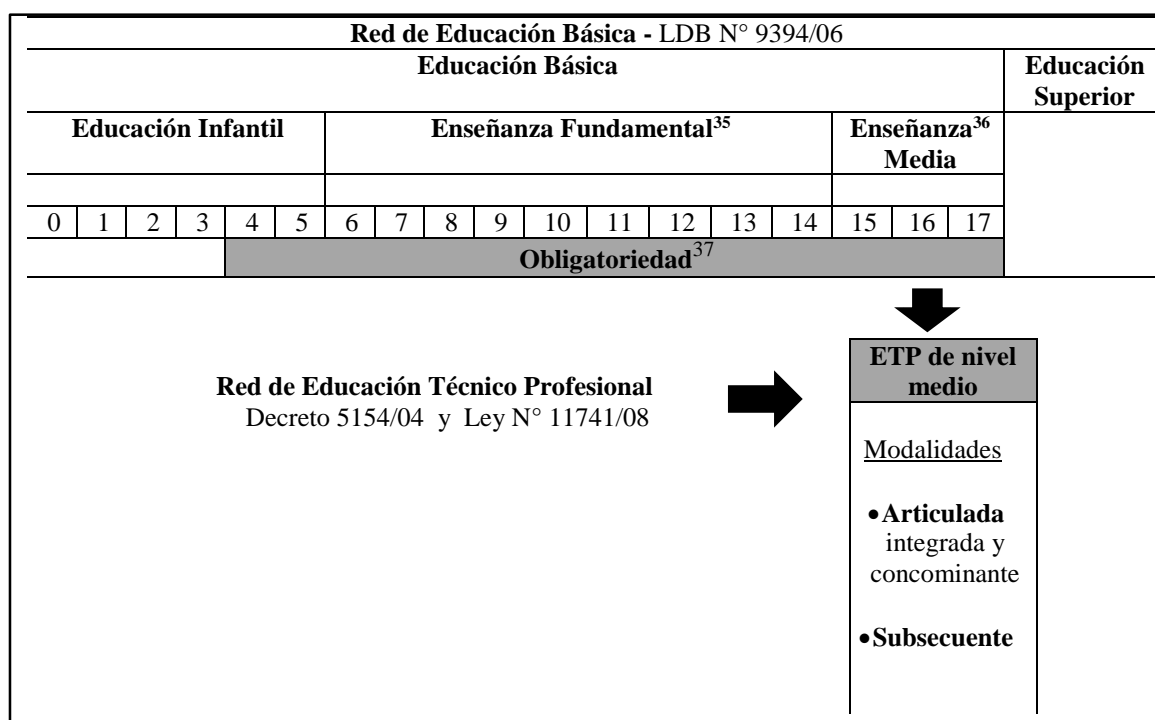 Red de Educación Básica - LDB N° 9394/06
Educación Básica
Educación
Superior
Educación Infantil
Enseñanza Fundamental35
Enseñanza36
Media
0 1 2 3 4 5 6 7 8 9 10 11 12 13 14 15 16 17
Obligatoriedad37
Red de Educación Técnico Profesional
Decreto 5154/04 y Ley N° 11741/08
ETP de nivel
medio
Modalidades
•Articulada
integrada y
concominante
•Subsecuente